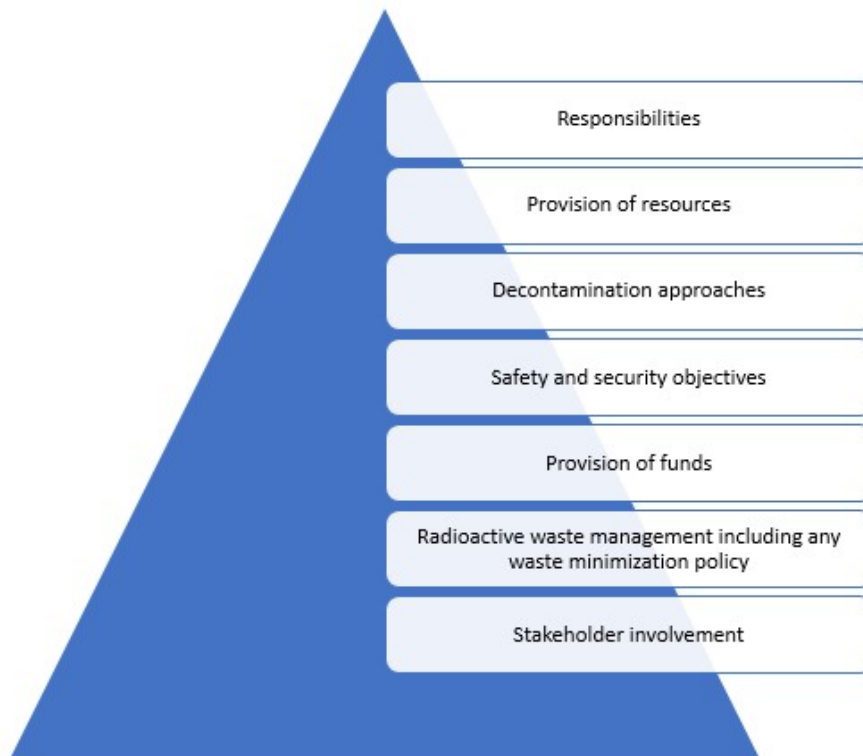 Responsibilities
Provision of resources
Decontamination approaches
Safety and security objectives
Provision of funds
Radioactive waste management including any
waste minimization policy
Stakeholder involvement